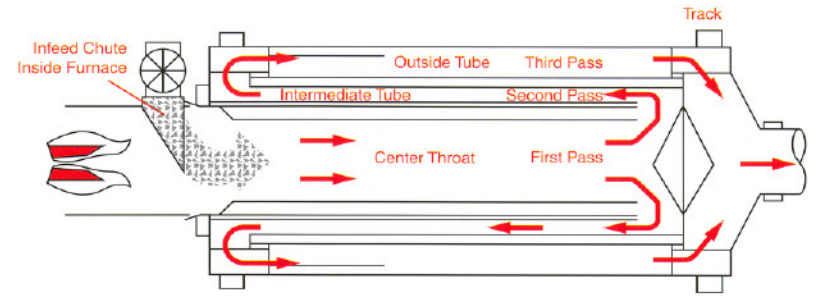 Track
Infeed Chute
Inside Furnace
Outside Tube Third Pass
Intermediate Tube Second Pass
Center Throat First Pass